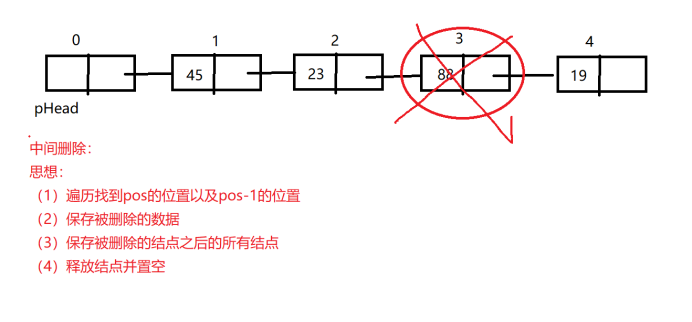 0 1 2 3 4
45 23 88 19
pHead
中间删除：
思想：
（1）遍历找到pos的位置以及pos-1的位置
（2）保存被删除的数据
（3）保存被删除的结点之后的所有结点
（4）释放结点并置空